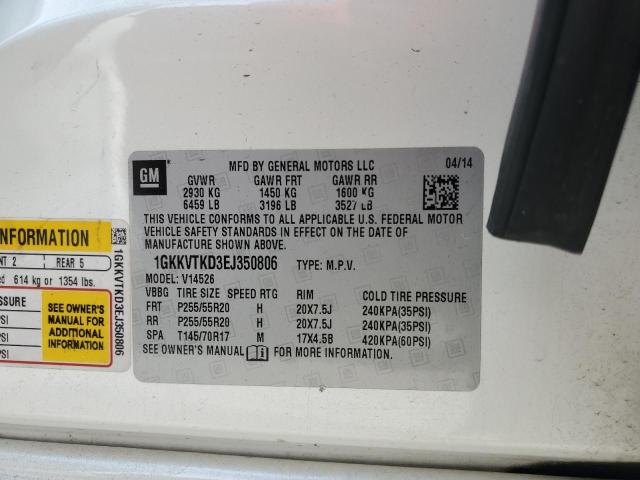 GM
MFD BY GENERAL MOTORS LLC 04/14
GVWR GAWR FRT GAWR RR
2930 KG 1450 KG 1600 KG
6459 LB 3196 LB 3527 LB
THIS VEHICLE CONFORMS TO ALL APPLICABLE U.S. FEDERAL MOTOR
VEHICLE SAFETY STANDARDS IN EFFECT ON THE DATE OF
MANUFACTURE SHOWN ABOVE.
1GKKVTKD3EJ350806 TYPE: M.P.V.
MODEL: V14526
VBBG TIRE SIZE SPEED RTG RIM COLD TIRE PRESSURE
FRT P255/55R20 H 20X7.5J 240KPA(35PSI)
RR P255/55R20 H 20X7.5J 240KPA(35PSI)
SPA T145/70R17 M 17X4.5B 420KPA(60PSI)
SEE OWNER'S MANUAL FOR MORE INFORMATION.
INFORMATION
2 REAR 5
614 kg or 1354 lbs.
SEE OWNER'S
MANUAL FOR
ADDITIONAL
INFORMATION
1GKKVTKD3EJ350806